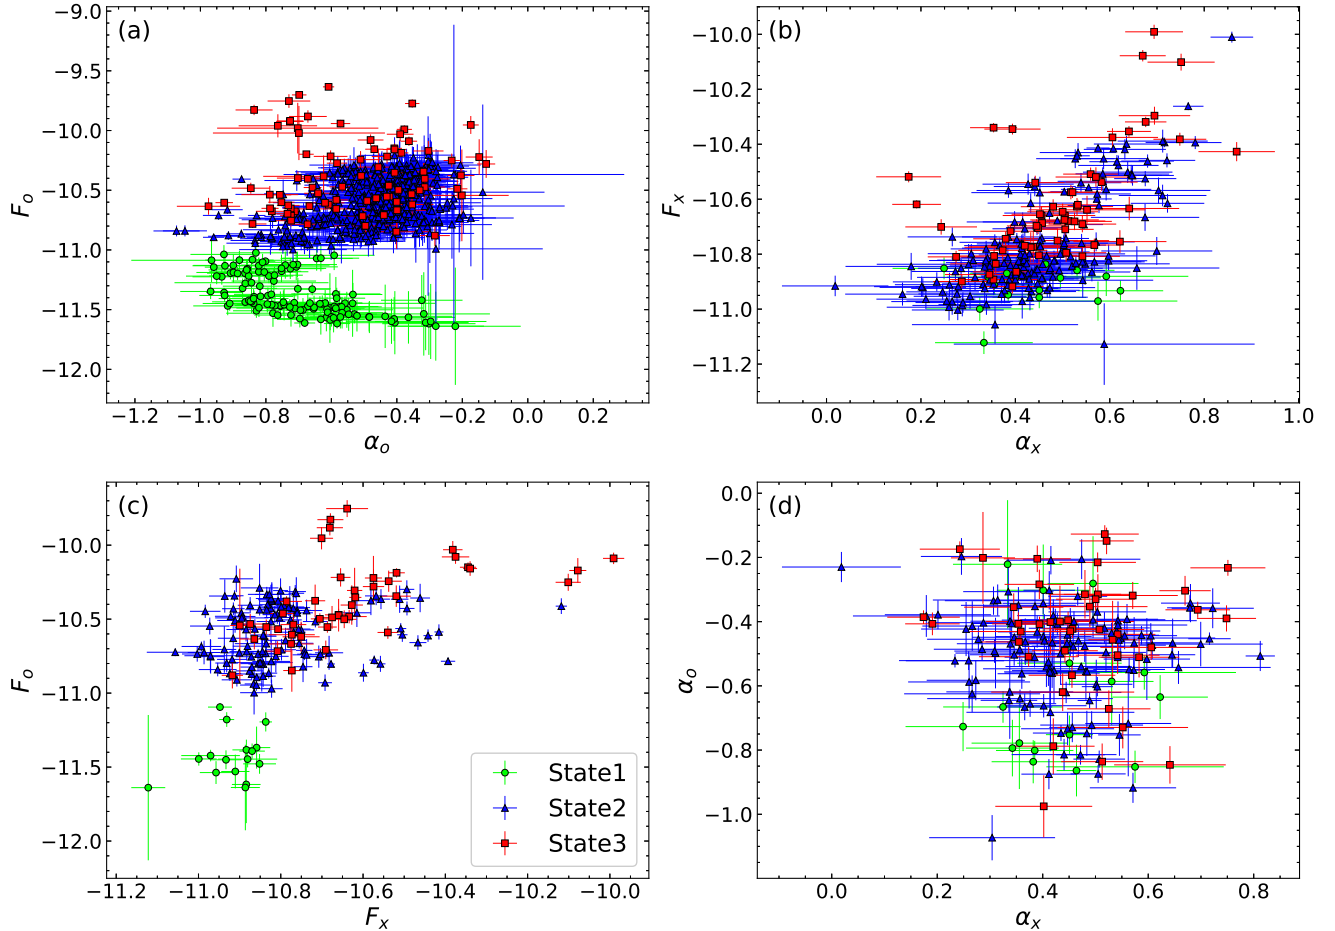 (a)
−9.0
−9.5
−10.0
−10.5
−11.0
−11.5
−12.0
F_o
−1.2 −1.0 −0.8 −0.6 −0.4 −0.2 0.0 0.2
α_o
(b)
−10.0
−10.2
−10.4
−10.6
−10.8
−11.0
−11.2
F_x
0.0 0.2 0.4 0.6 0.8 1.0
α_x
(c)
−10.0
−10.5
−11.0
−11.5
−12.0
F_o
−11.2 −11.0 −10.8 −10.6 −10.4 −10.2 −10.0
F_x
State1
State2
State3
(d)
0.0
−0.2
−0.4
−0.6
−0.8
−1.0
α_o
0.0 0.2 0.4 0.6 0.8
α_x